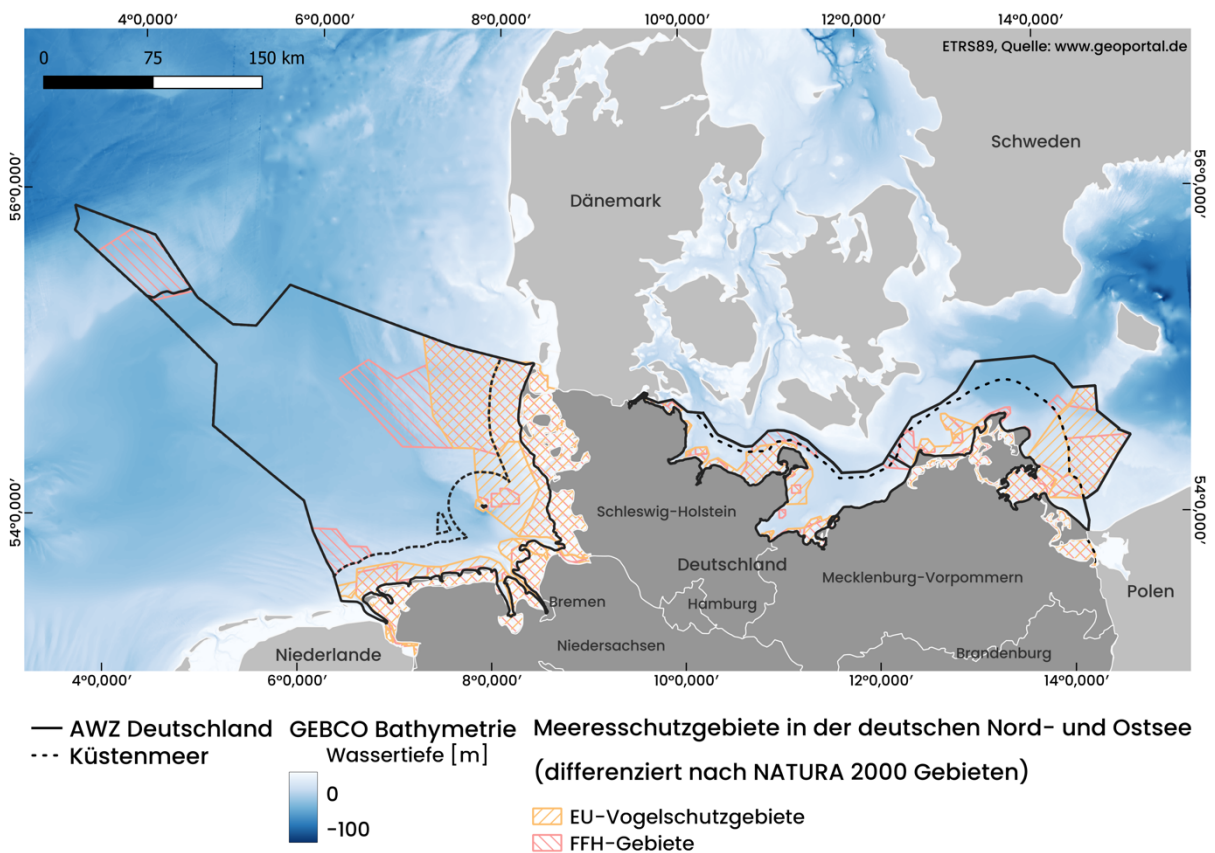 4°0,000′ 6°0,000′ 8°0,000′ 10°0,000′ 12°0,000′ 14°0,000′
0 75 150 km
ETRS89, Quelle: www.geoportal.de
Schweden
56°0,000′
56°0,000′
Dänemark
54°0,000′
54°0,000′
Schleswig-Holstein
Deutschland
Mecklenburg-Vorpommern
Polen
Bremen
Hamburg
Niedersachsen
Niederlande
Brandenburg
4°0,000′ 6°0,000′ 8°0,000′ 10°0,000′ 12°0,000′ 14°0,000′
AWZ Deutschland
Küstenmeer
GEBCO Bathymetrie
Wassertiefe [m]
0
-100
Meeresschutzgebiete in der deutschen Nord- und Ostsee
(differenziert nach NATURA 2000 Gebieten)
EU-Vogelschutzgebiete
FFH-Gebiete